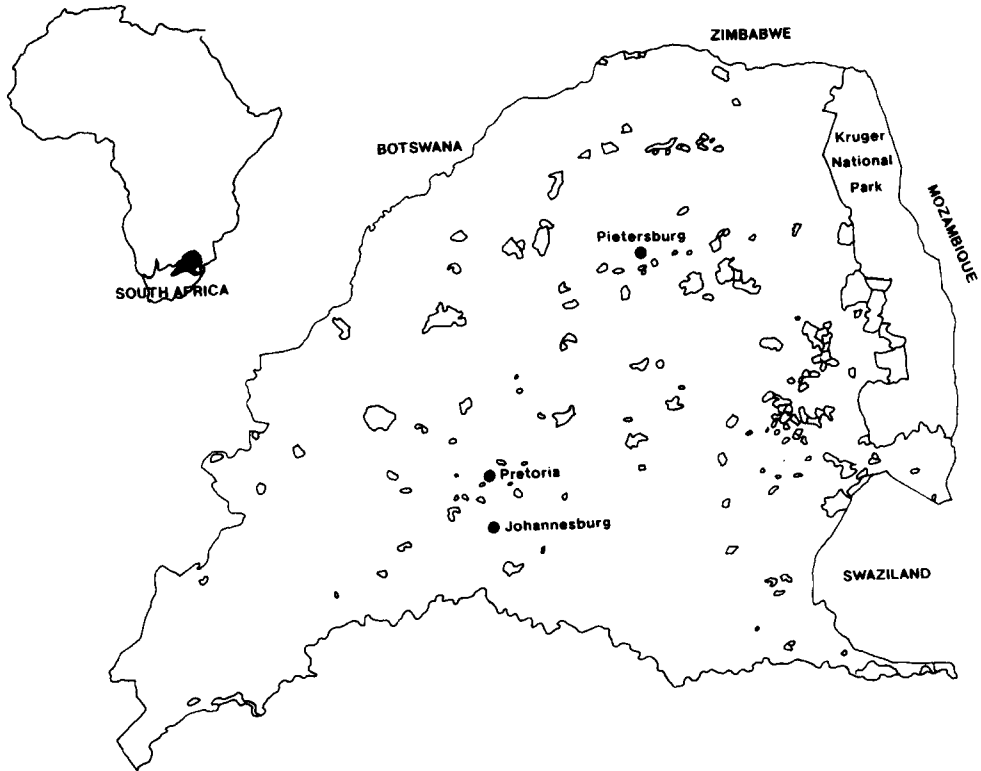 ZIMBABWE
BOTSWANA
Kruger
National
Park
MOZAMBIQUE
Pietersburg
SOUTH AFRICA
Pretoria
Johannesburg
SWAZILAND